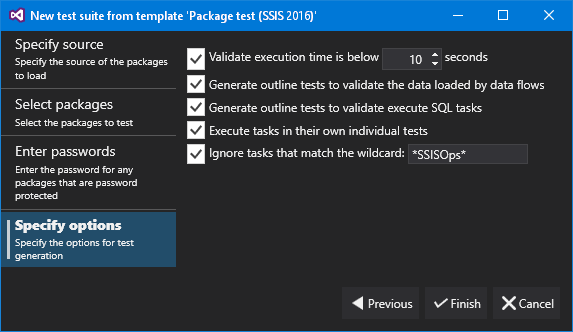 New test suite from template 'Package test (SSIS 2016)'
Specify source
Specify the source of the packages
to load
Select packages
Select the packages to test
Enter passwords
Enter the password for any
packages that are password
protected
Specify options
Specify the options for test
generation
Validate execution time is below 10 seconds
Generate outline tests to validate the data loaded by data flows
Generate outline tests to validate execute SQL tasks
Execute tasks in their own individual tests
Ignore tasks that match the wildcard: *SSISOps*
Previous Finish Cancel